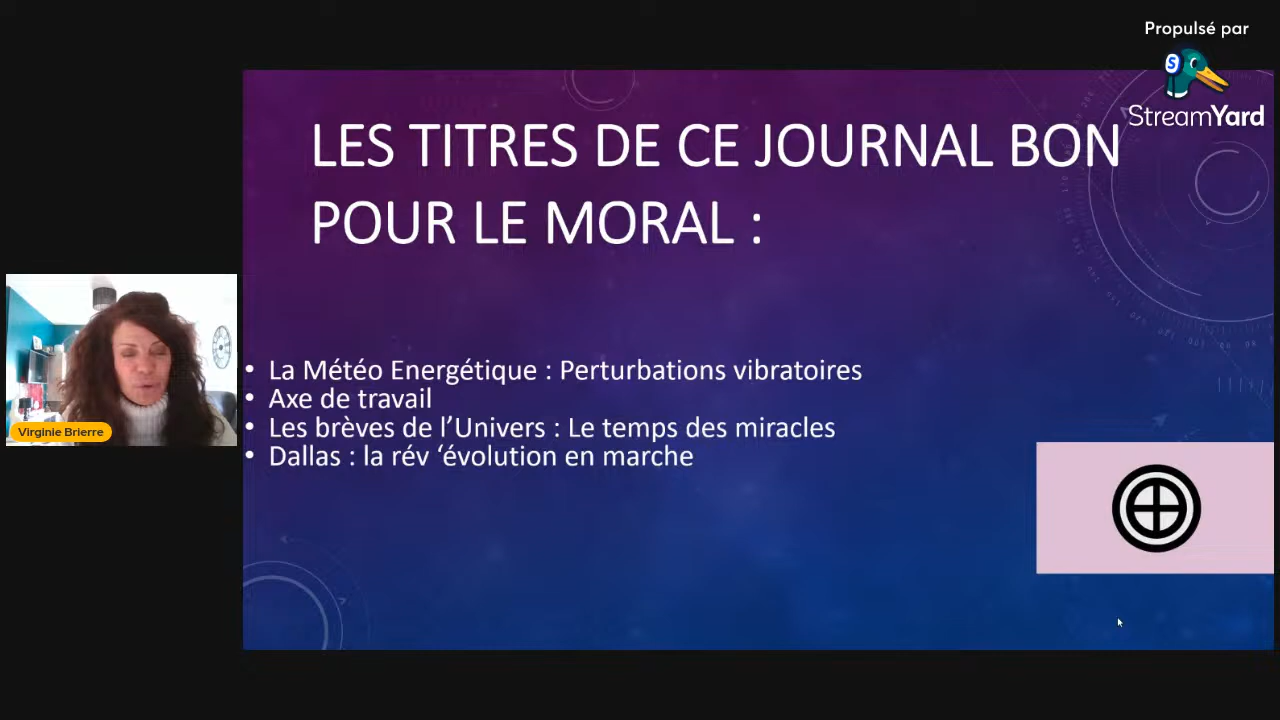 Propulsé par
S
StreamYard
LES TITRES DE CE JOURNAL BON
POUR LE MORAL :
• La Météo Energétique : Perturbations vibratoires
• Axe de travail
• Les brèves de l’Univers : Le temps des miracles
• Dallas : la rév ‘évolution en marche
Virginie Brierre